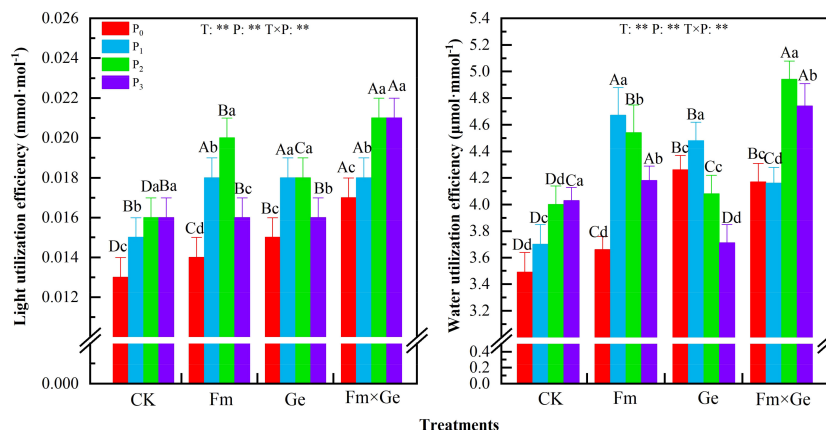 T: ** P: ** T×P: **
P0
P1
P2
P3
Light utilization efficiency (mmol·mol-1)
0.026
0.024
0.022
0.020
0.018
0.016
0.014
0.012
0.000
Dc Bb Da Ba
Cd Ab Ba Bc
Bc Aa Ca Bb
Ac Ab Aa Aa
CK Fm Ge Fm×Ge
T: ** P: ** T×P: **
Water utilization efficiency (μmol·mmol-1)
5.4
5.2
5.0
4.8
4.6
4.4
4.2
4.0
3.8
3.6
3.4
3.2
0.4
0.2
0.0
Dd Dc Dd Ca
Cd Aa Bb Ab
Bc Ba Cc Dd
Bc Cd Aa Ab
CK Fm Ge Fm×Ge
Treatments